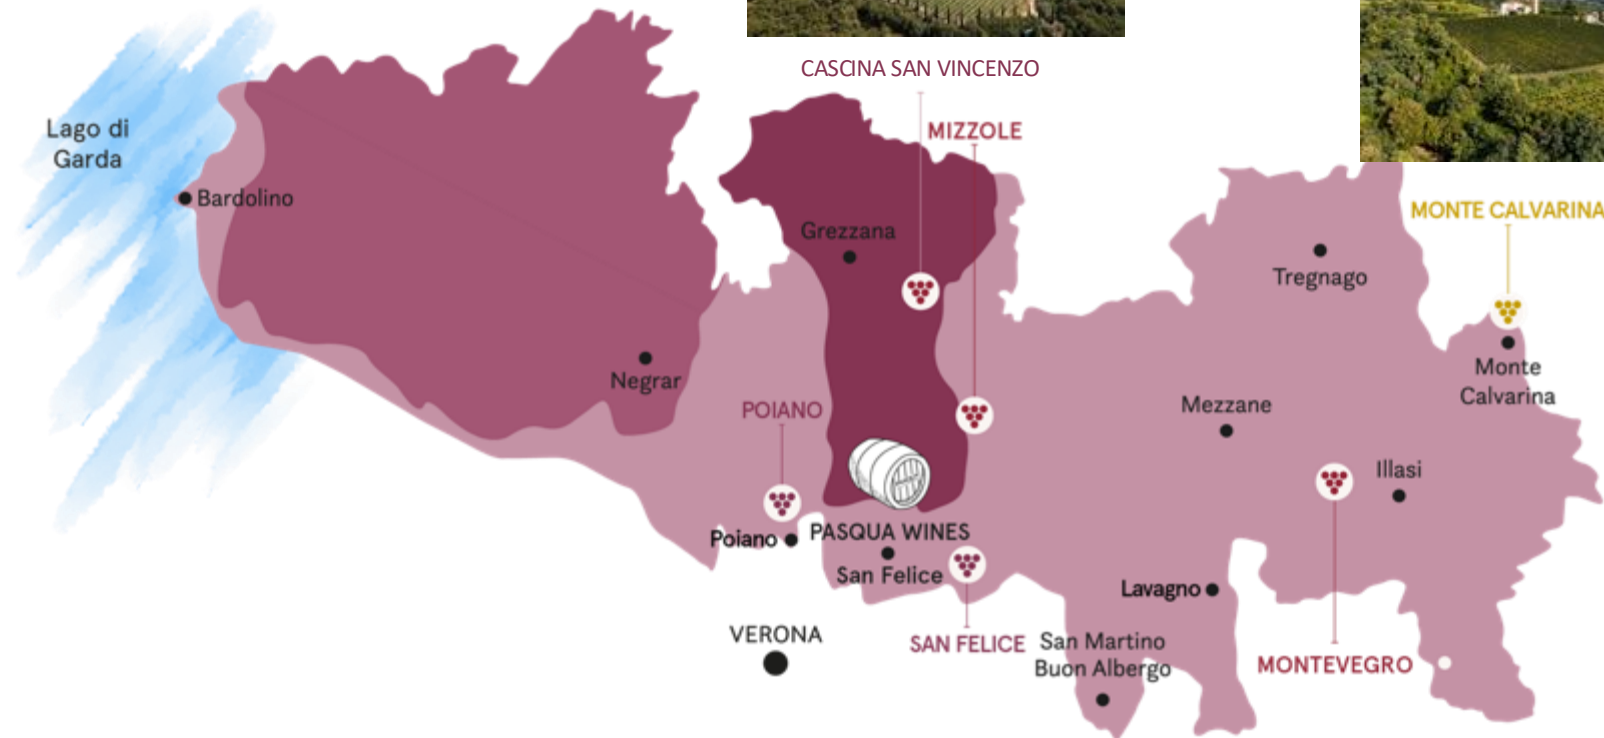 CASCINA SAN VINCENZO
MIZZOLE
Lago di
Garda
Bardolino
MONTE CALVARINA
Grezzana
Tregnago
Negrar
Monte
Calvarina
POIANO
Mezzane
Illasi
Poiano
PASQUA WINES
San Felice
Lavagno
VERONA
SAN FELICE
San Martino
Buon Albergo
MONTEVEGRO